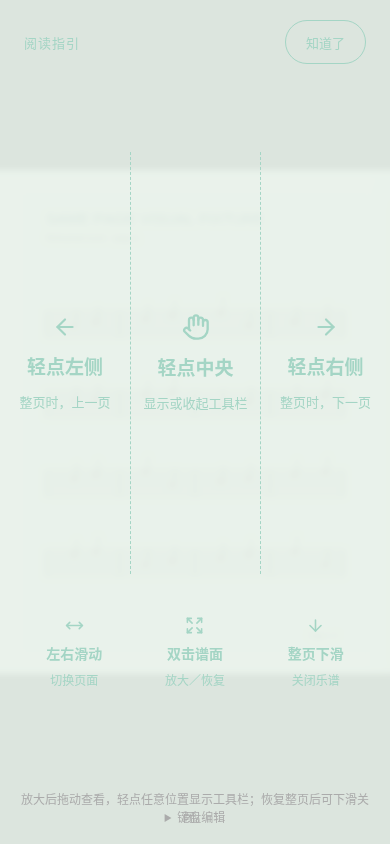 阅读指引
知道了
轻点左侧
轻点中央
轻点右侧
整页时，上一页
显示或收起工具栏
整页时，下一页
左右滑动
双击谱面
整页下滑
切换页面
放大／恢复
关闭乐谱
放大后拖动查看，轻点任意位置显示工具栏；恢复整页后可下滑关
编辑